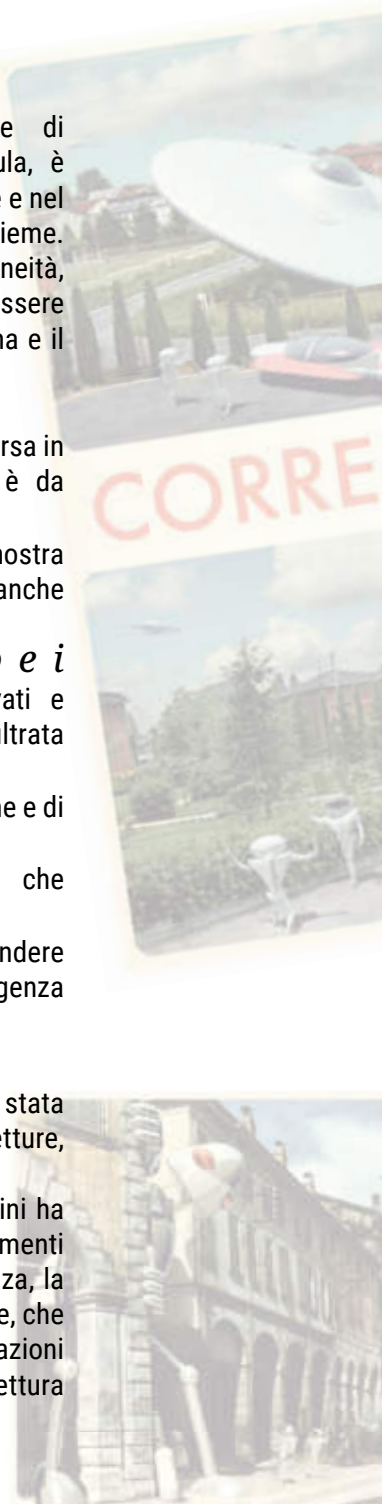 e di
ula, è
e e nel
ieme.
neità,
ssere
na e il
rsa in
è da
nostra
anche
o e i
rati e
ltrata
ne e di
che
ndere
genza
stata
etture,
ini ha
menti
za, la
e, che
azioni
ettura
CORRE